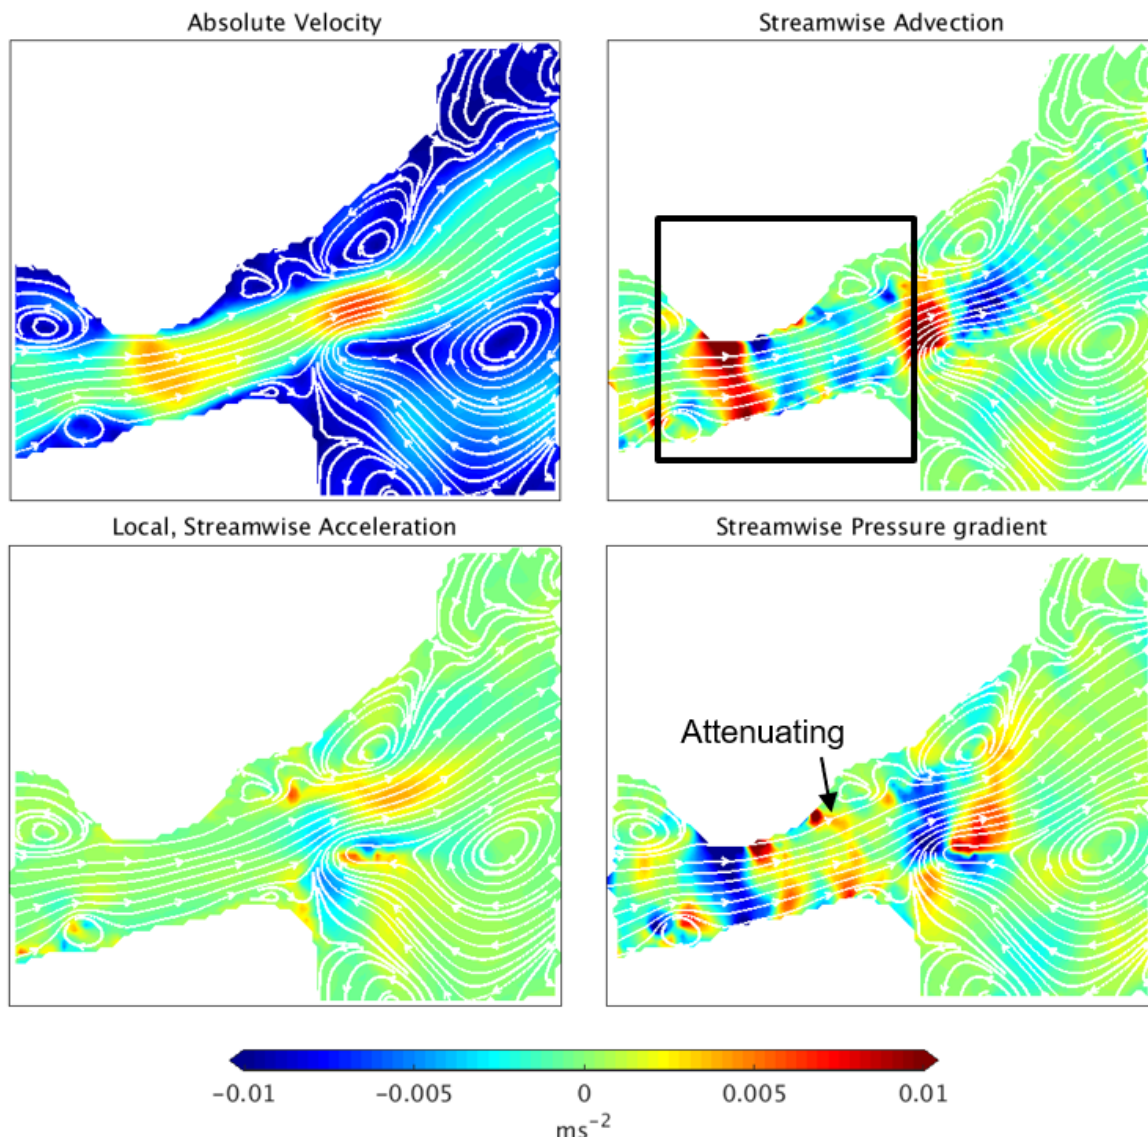 Absolute Velocity
Streamwise Advection
Local, Streamwise Acceleration
Streamwise Pressure gradient
Attenuating
−0.01 −0.005 0 0.005 0.01
ms⁻²